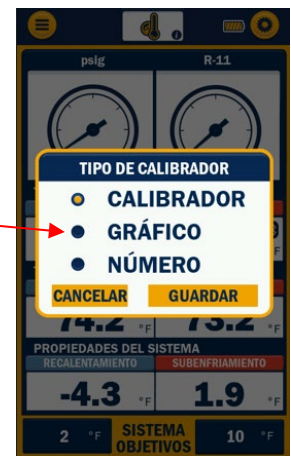 psig R-11
TIPO DE CALIBRADOR
CALIBRADOR
GRÁFICO
NÚMERO
CANCELAR GUARDAR
74.2 °F 73.2 °F
PROPIEDADES DEL SISTEMA
RECALENTAMIENTO SUBENFRIAMIENTO
-4.3 °F 1.9 °F
2 °F SISTEMA OBJETIVOS 10 °F